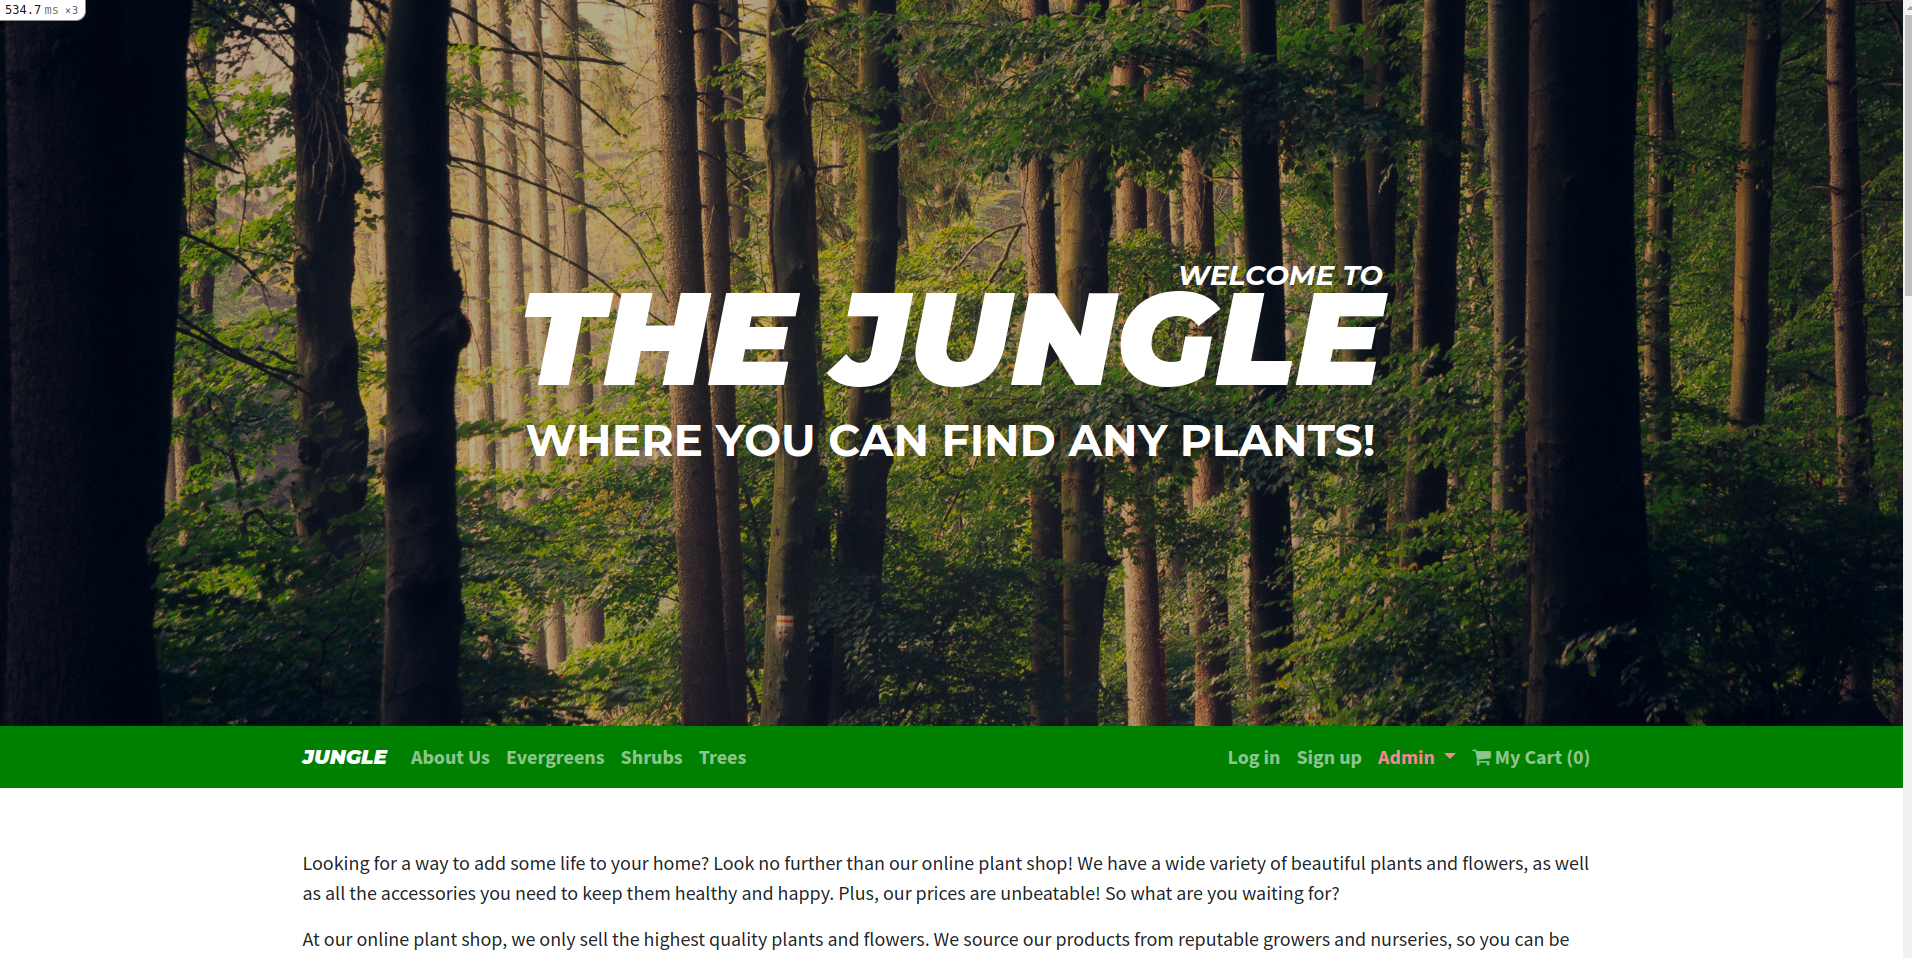 534.7 ms ×3
WELCOME TO
THE JUNGLE
WHERE YOU CAN FIND ANY PLANTS!
JUNGLE About Us Evergreens Shrubs Trees Log in Sign up Admin My Cart (0)
Looking for a way to add some life to your home? Look no further than our online plant shop! We have a wide variety of beautiful plants and flowers, as well
as all the accessories you need to keep them healthy and happy. Plus, our prices are unbeatable! So what are you waiting for?
At our online plant shop, we only sell the highest quality plants and flowers. We source our products from reputable growers and nurseries, so you can be